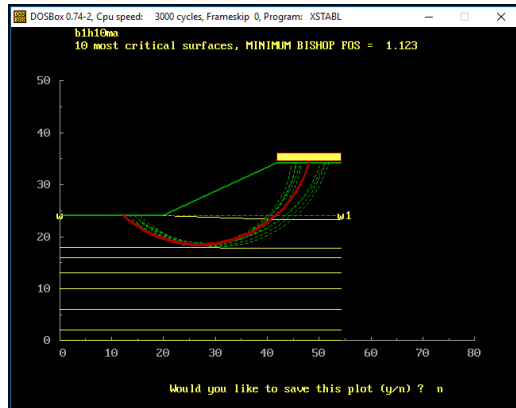 DOSBox 0.74-2, Cpu speed:    3000 cycles, Frameskip  0, Program:   XSTABL
b1h10ma
10 most critical surfaces, MINIMUM BISHOP FOS =  1.123
50
40
30
w w1
20
10
0
0 10 20 30 40 50 60 70 80
Would you like to save this plot (y/n) ?  n